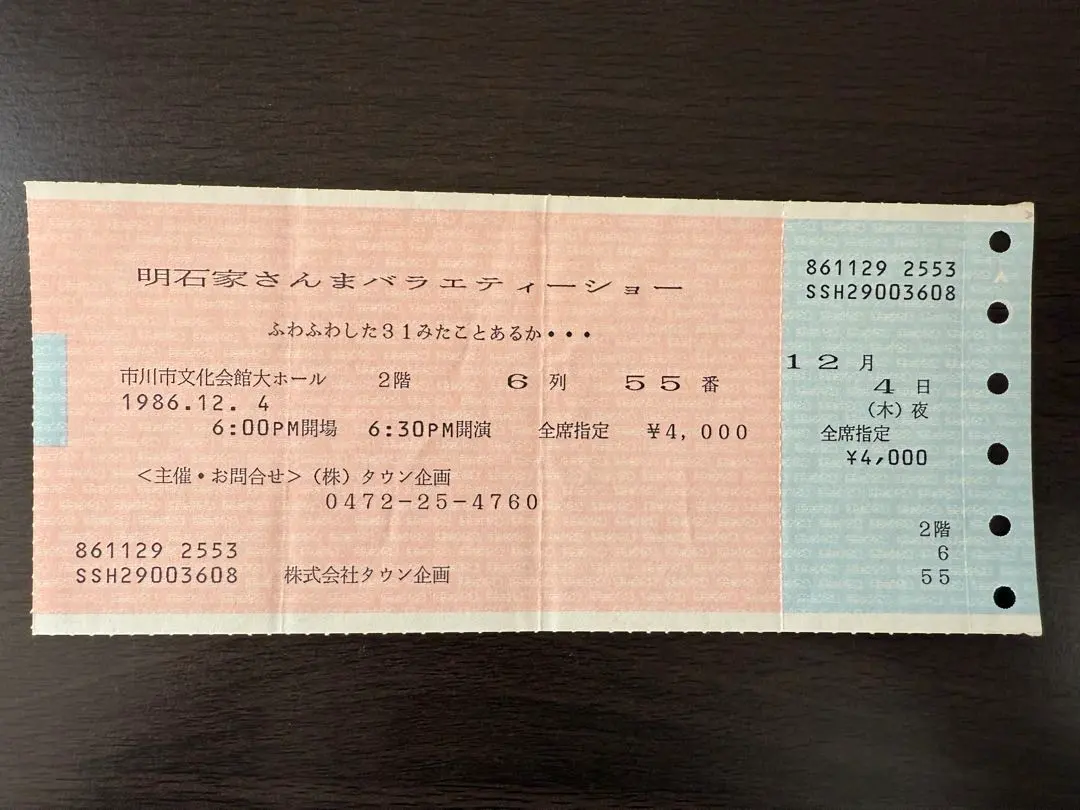 明石家さんまバラエティーショー
ふわふわした31みたことあるか・・・
市川市文化会館大ホール 2階 6列 55番
1986.12. 4
6:00PM開場 6:30PM開演 全席指定 ¥4,000
<主催・お問合せ>(株)タウン企画
0472-25-4760
861129 2553
SSH29003608 株式会社タウン企画
861129 2553
SSH29003608
12月
4日
(木)夜
全席指定
¥4,000
2階
6
55